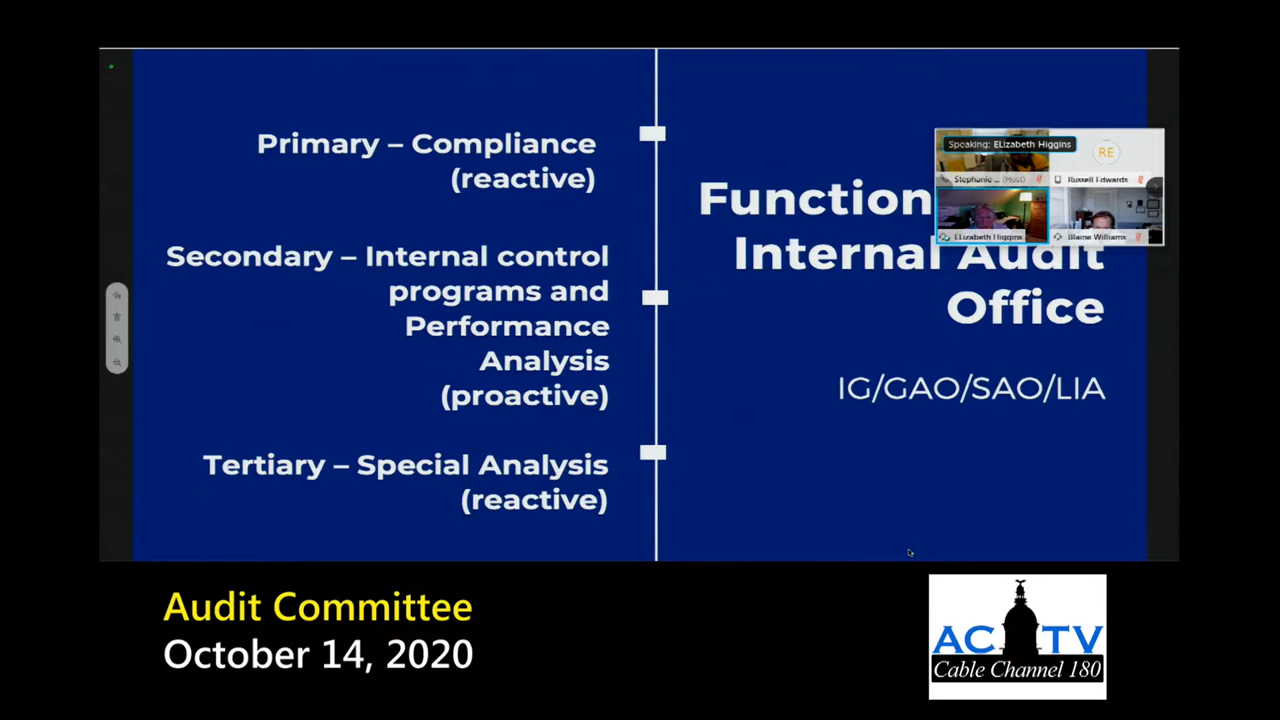 Primary – Compliance
(reactive)
Secondary – Internal control
programs and
Performance
Analysis
(proactive)
Tertiary – Special Analysis
(reactive)
Function
Internal Audit
Office
IG/GAO/SAO/LIA
Speaking: ELizabeth Higgins
RE
Stephanie ... (Host)
Russell Edwards
ELizabeth Higgins
Blaine Williams
Audit Committee
October 14, 2020
AC TV
Cable Channel 180